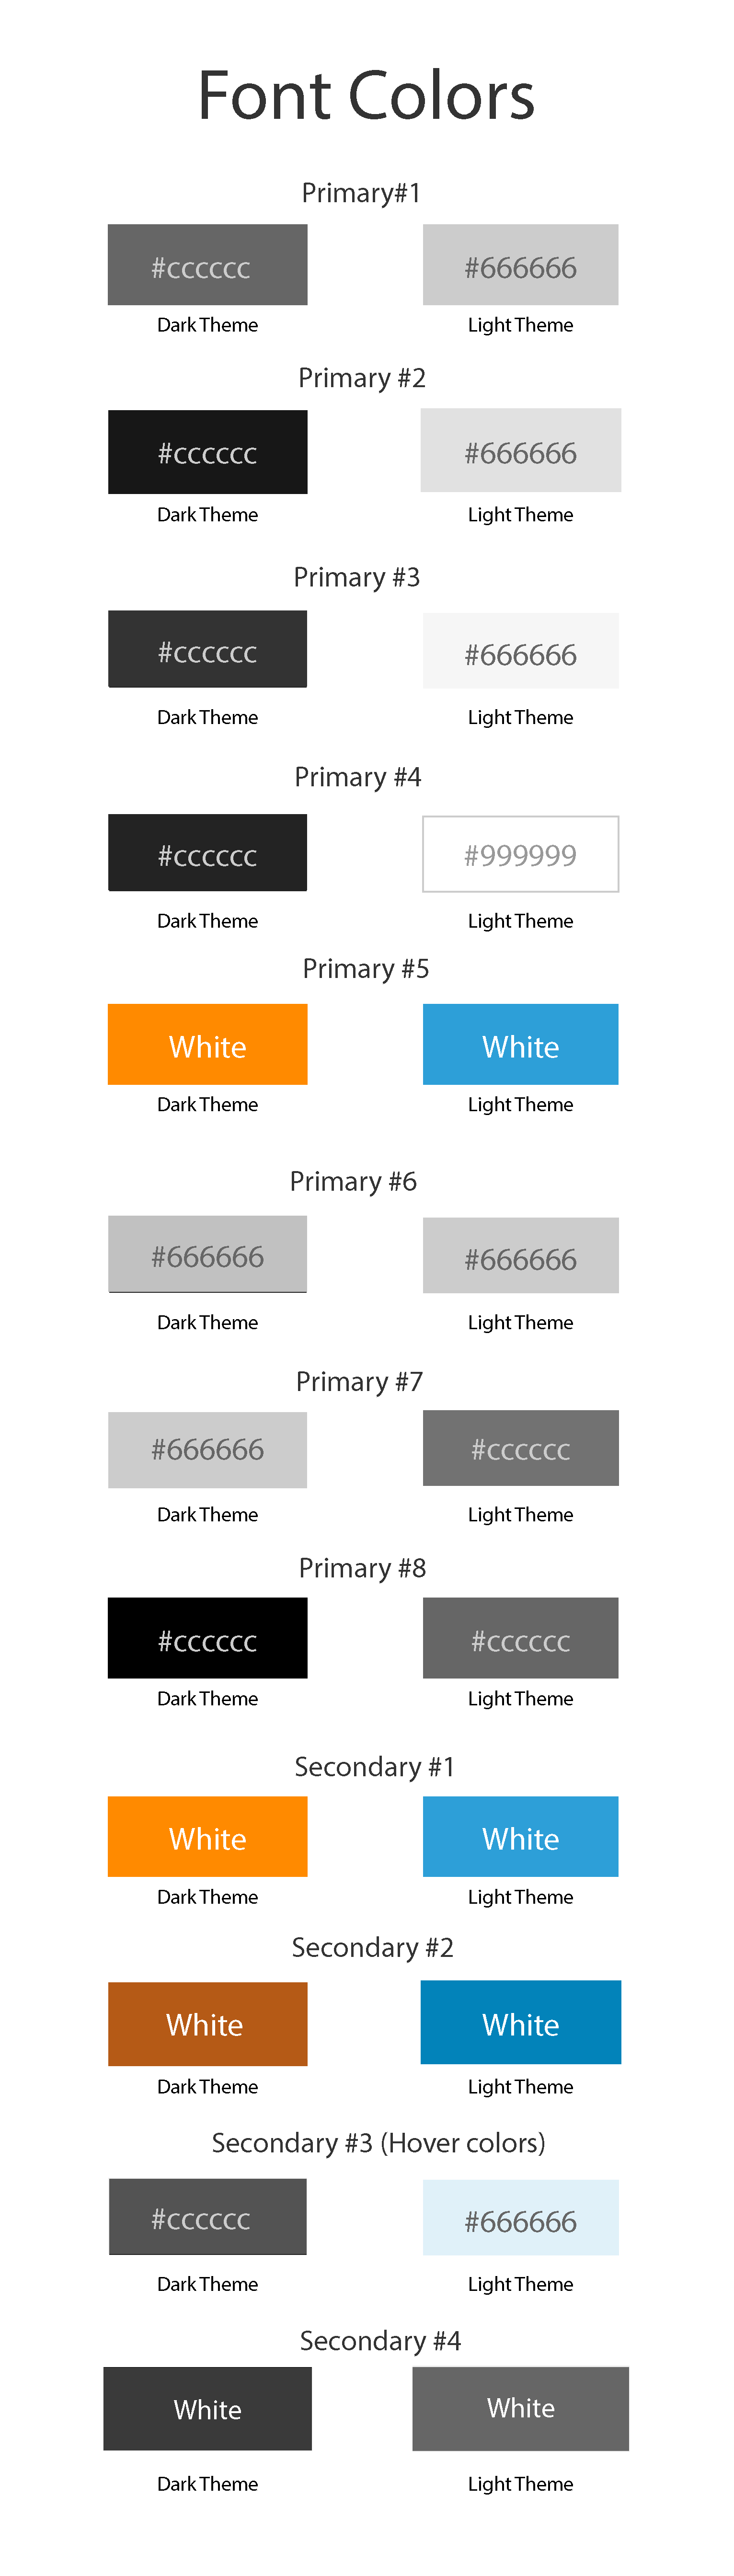 Font Colors
Primary#1
#cccccc #666666
Dark Theme Light Theme
Primary #2
#cccccc #666666
Dark Theme Light Theme
Primary #3
#cccccc #666666
Dark Theme Light Theme
Primary #4
#cccccc #999999
Dark Theme Light Theme
Primary #5
White White
Dark Theme Light Theme
Primary #6
#666666 #666666
Dark Theme Light Theme
Primary #7
#666666 #cccccc
Dark Theme Light Theme
Primary #8
#cccccc #cccccc
Dark Theme Light Theme
Secondary #1
White White
Dark Theme Light Theme
Secondary #2
White White
Dark Theme Light Theme
Secondary #3 (Hover colors)
#cccccc #666666
Dark Theme Light Theme
Secondary #4
White White
Dark Theme Light Theme